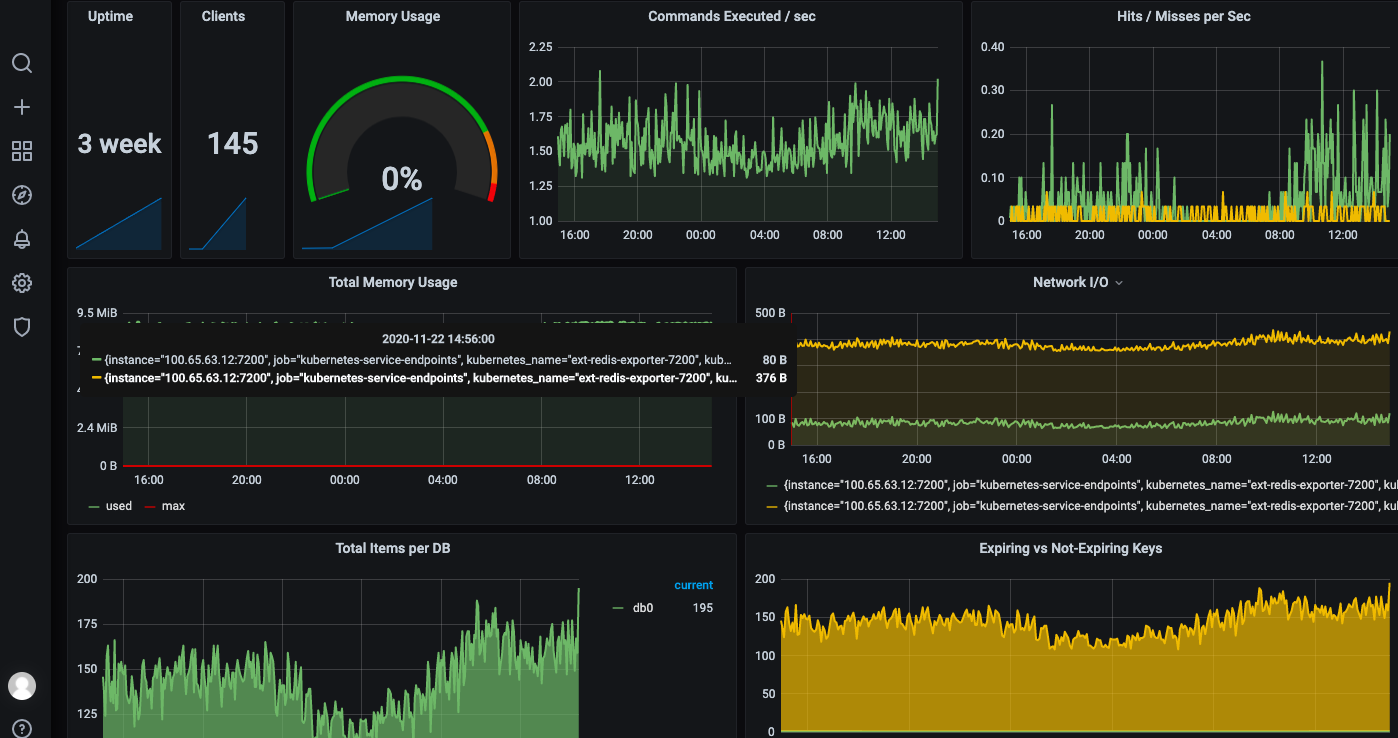 Uptime
3 week
Clients
145
Memory Usage
0%
Commands Executed / sec
2.25
2.00
1.75
1.50
1.25
1.00
16:00 20:00 00:00 04:00 08:00 12:00
Hits / Misses per Sec
0.40
0.30
0.20
0.10
0
16:00 20:00 00:00 04:00 08:00 12:00
Total Memory Usage
9.5 MiB
2020-11-22 14:56:00
{instance="100.65.63.12:7200", job="kubernetes-service-endpoints", kubernetes_name="ext-redis-exporter-7200", kub... 80 B
{instance="100.65.63.12:7200", job="kubernetes-service-endpoints", kubernetes_name="ext-redis-exporter-7200", ku... 376 B
2.4 MiB
0 B
16:00 20:00 00:00 04:00 08:00 12:00
used max
Network I/O
500 B
100 B
0 B
16:00 20:00 00:00 04:00 08:00 12:00
{instance="100.65.63.12:7200", job="kubernetes-service-endpoints", kubernetes_name="ext-redis-exporter-7200", ku
{instance="100.65.63.12:7200", job="kubernetes-service-endpoints", kubernetes_name="ext-redis-exporter-7200", ku
Total Items per DB
200
175
150
125
current
db0 195
Expiring vs Not-Expiring Keys
200
150
100
50
0